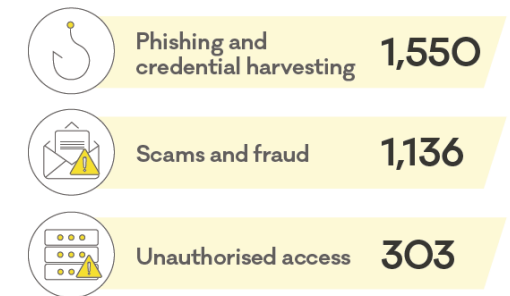 Phishing and
credential harvesting
1,550
Scams and fraud
1,136
Unauthorised access
303